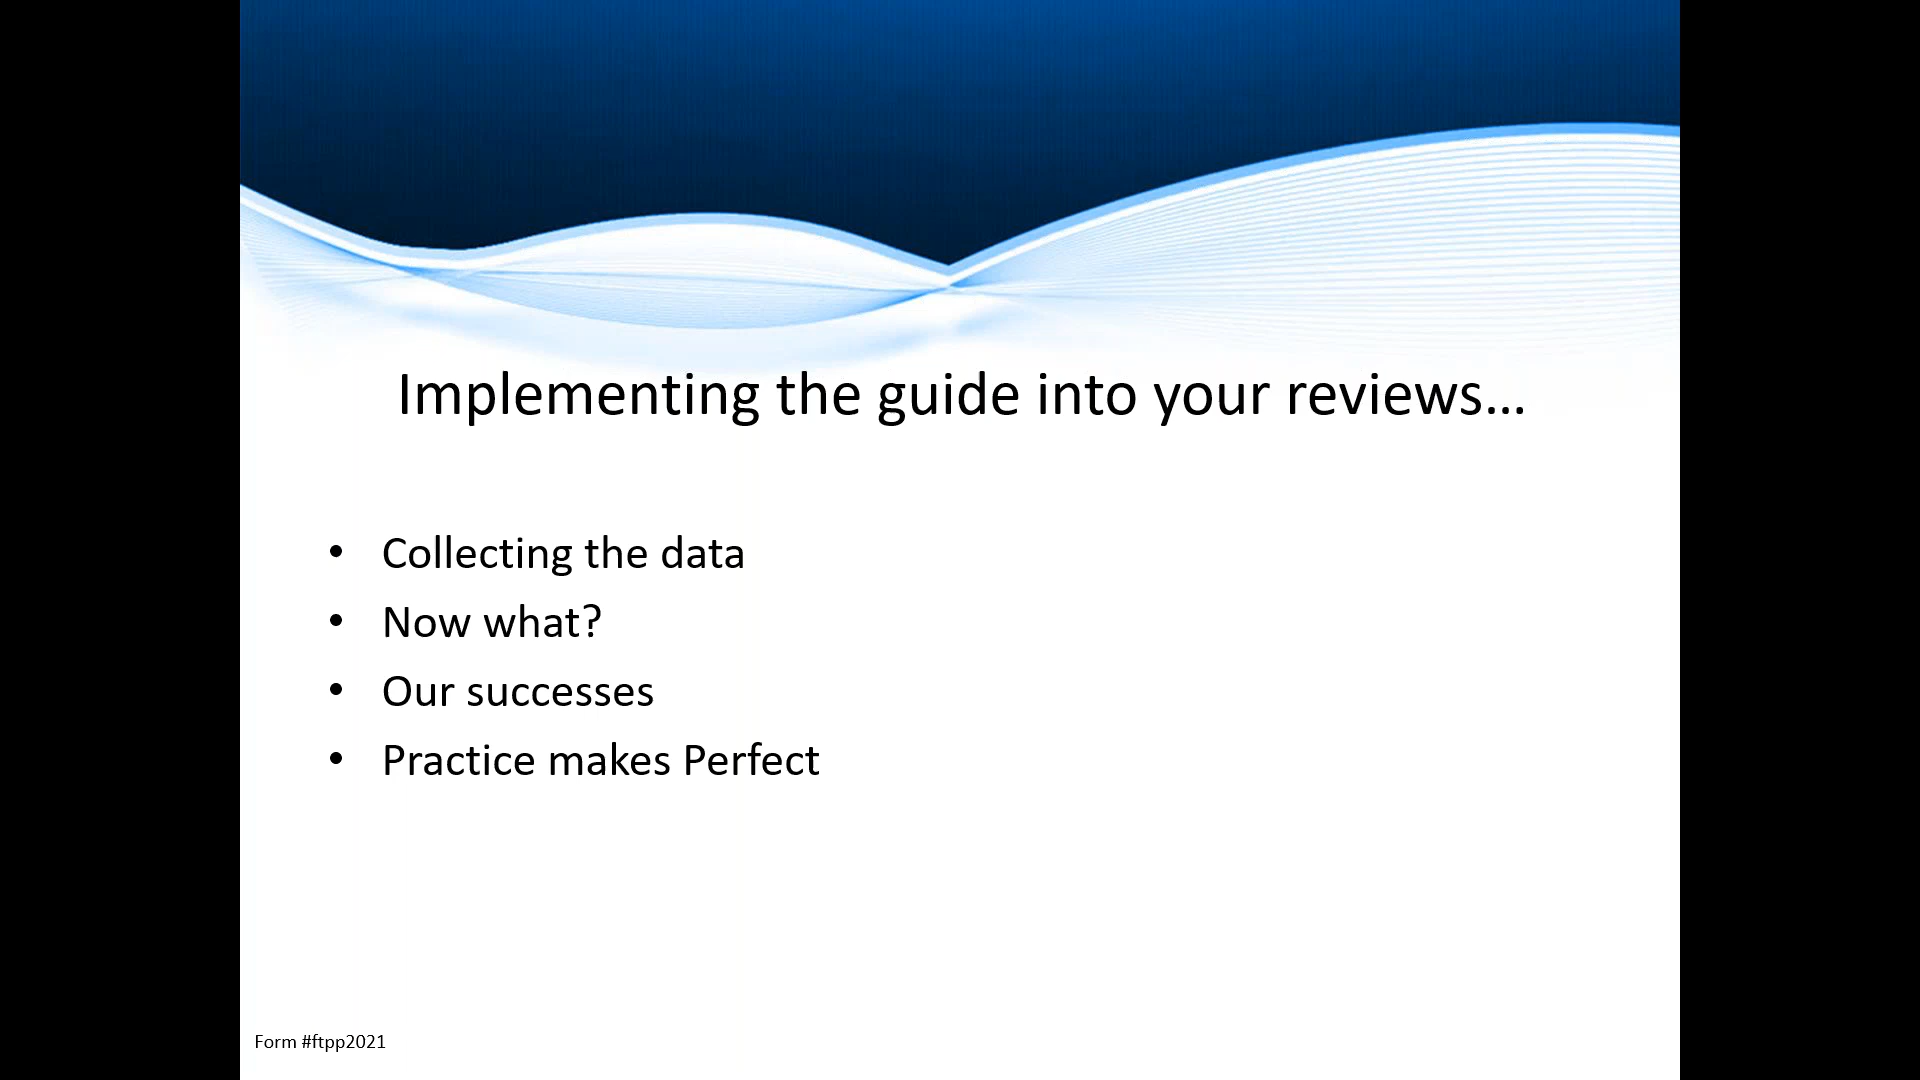 Implementing the guide into your reviews…
• Collecting the data
• Now what?
• Our successes
• Practice makes Perfect
Form #ftpp2021